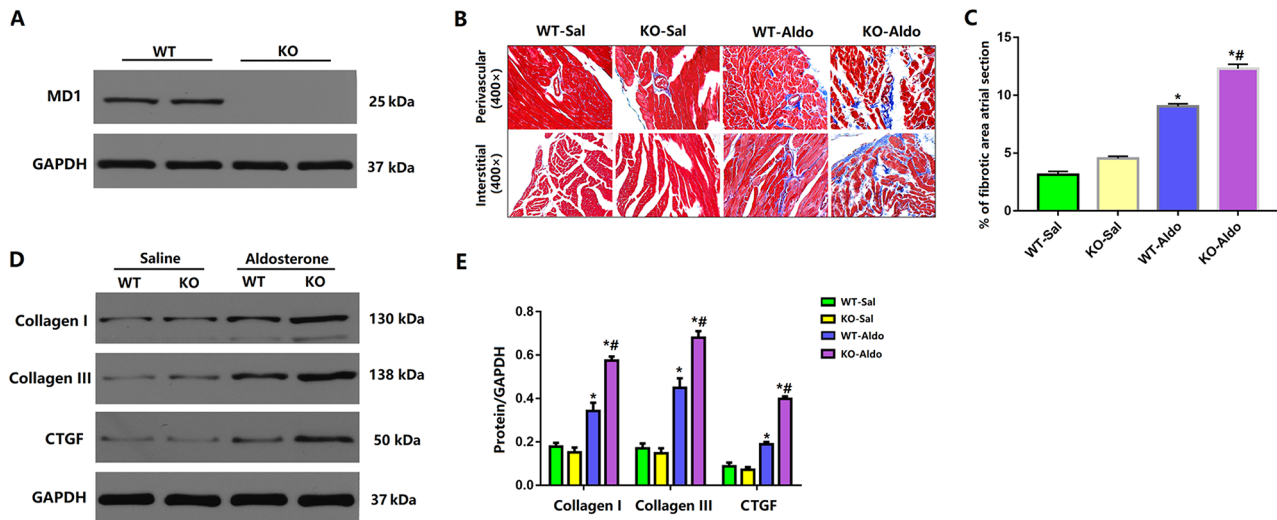 A
WT KO
MD1 25 kDa
GAPDH 37 kDa
B
WT-Sal KO-Sal WT-Aldo KO-Aldo
Perivascular
(400×)
Interstitial
(400×)
C
% of fibrotic area atrial section
15
10
5
0
*
*#
WT-Sal
KO-Sal
WT-Aldo
KO-Aldo
D
Saline Aldosterone
WT KO WT KO
Collagen I 130 kDa
Collagen III 138 kDa
CTGF 50 kDa
GAPDH 37 kDa
E
Protein/GAPDH
0.8
0.6
0.4
0.2
0.0
*
*#
*
*#
*
*#
Collagen I Collagen III CTGF
WT-Sal
KO-Sal
WT-Aldo
KO-Aldo